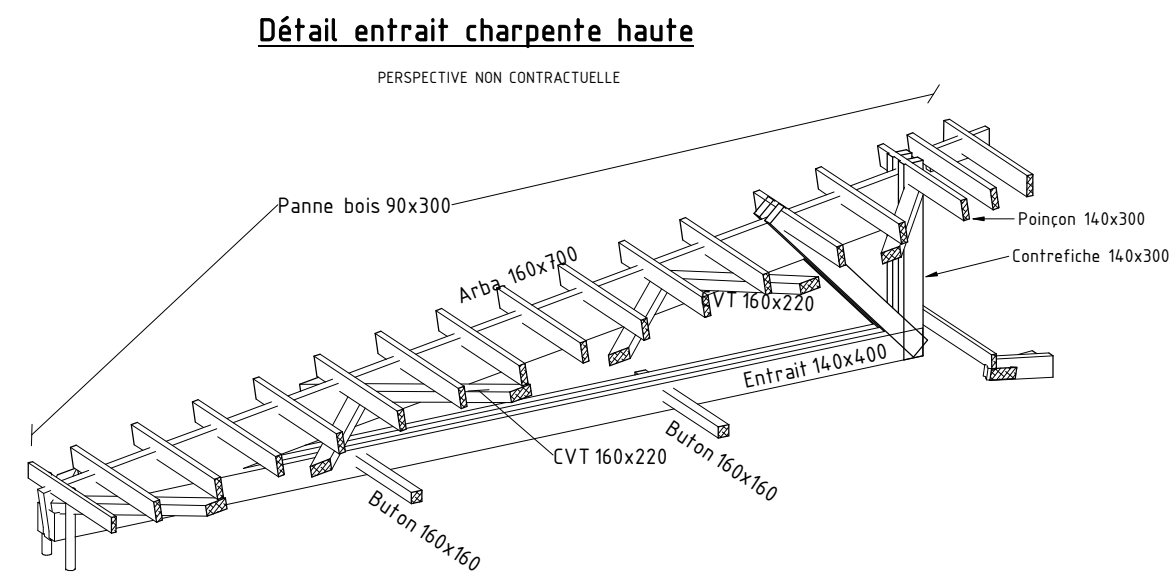 Détail entrait charpente haute
PERSPECTIVE NON CONTRACTUELLE
Panne bois 90x300
Poinçon 140x300
Contrefiche 140x300
Arba 160x700
VT 160x220
Entrait 140x400
CVT 160x220
Buton 160x160
Buton 160x160